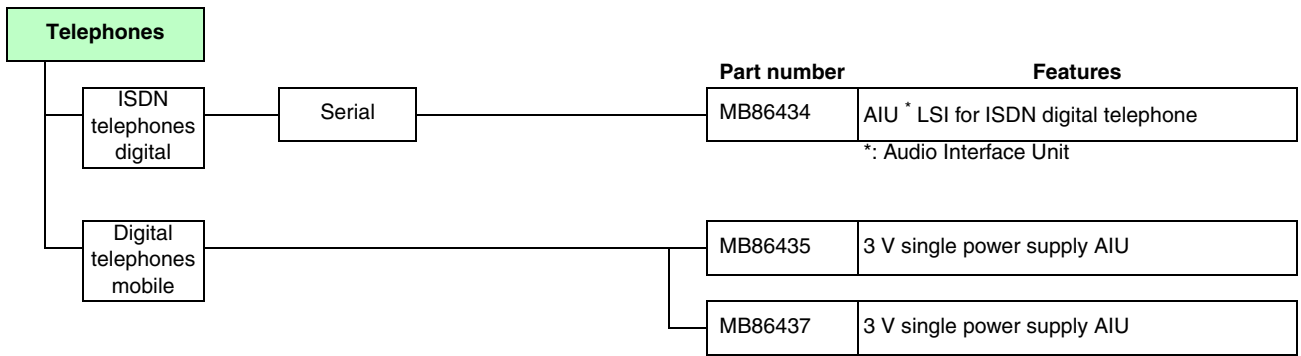 Telephones
Part number Features
ISDN
telephones
digital
Serial
MB86434 AIU * LSI for ISDN digital telephone
*: Audio Interface Unit
Digital
telephones
mobile
MB86435 3 V single power supply AIU
MB86437 3 V single power supply AIU